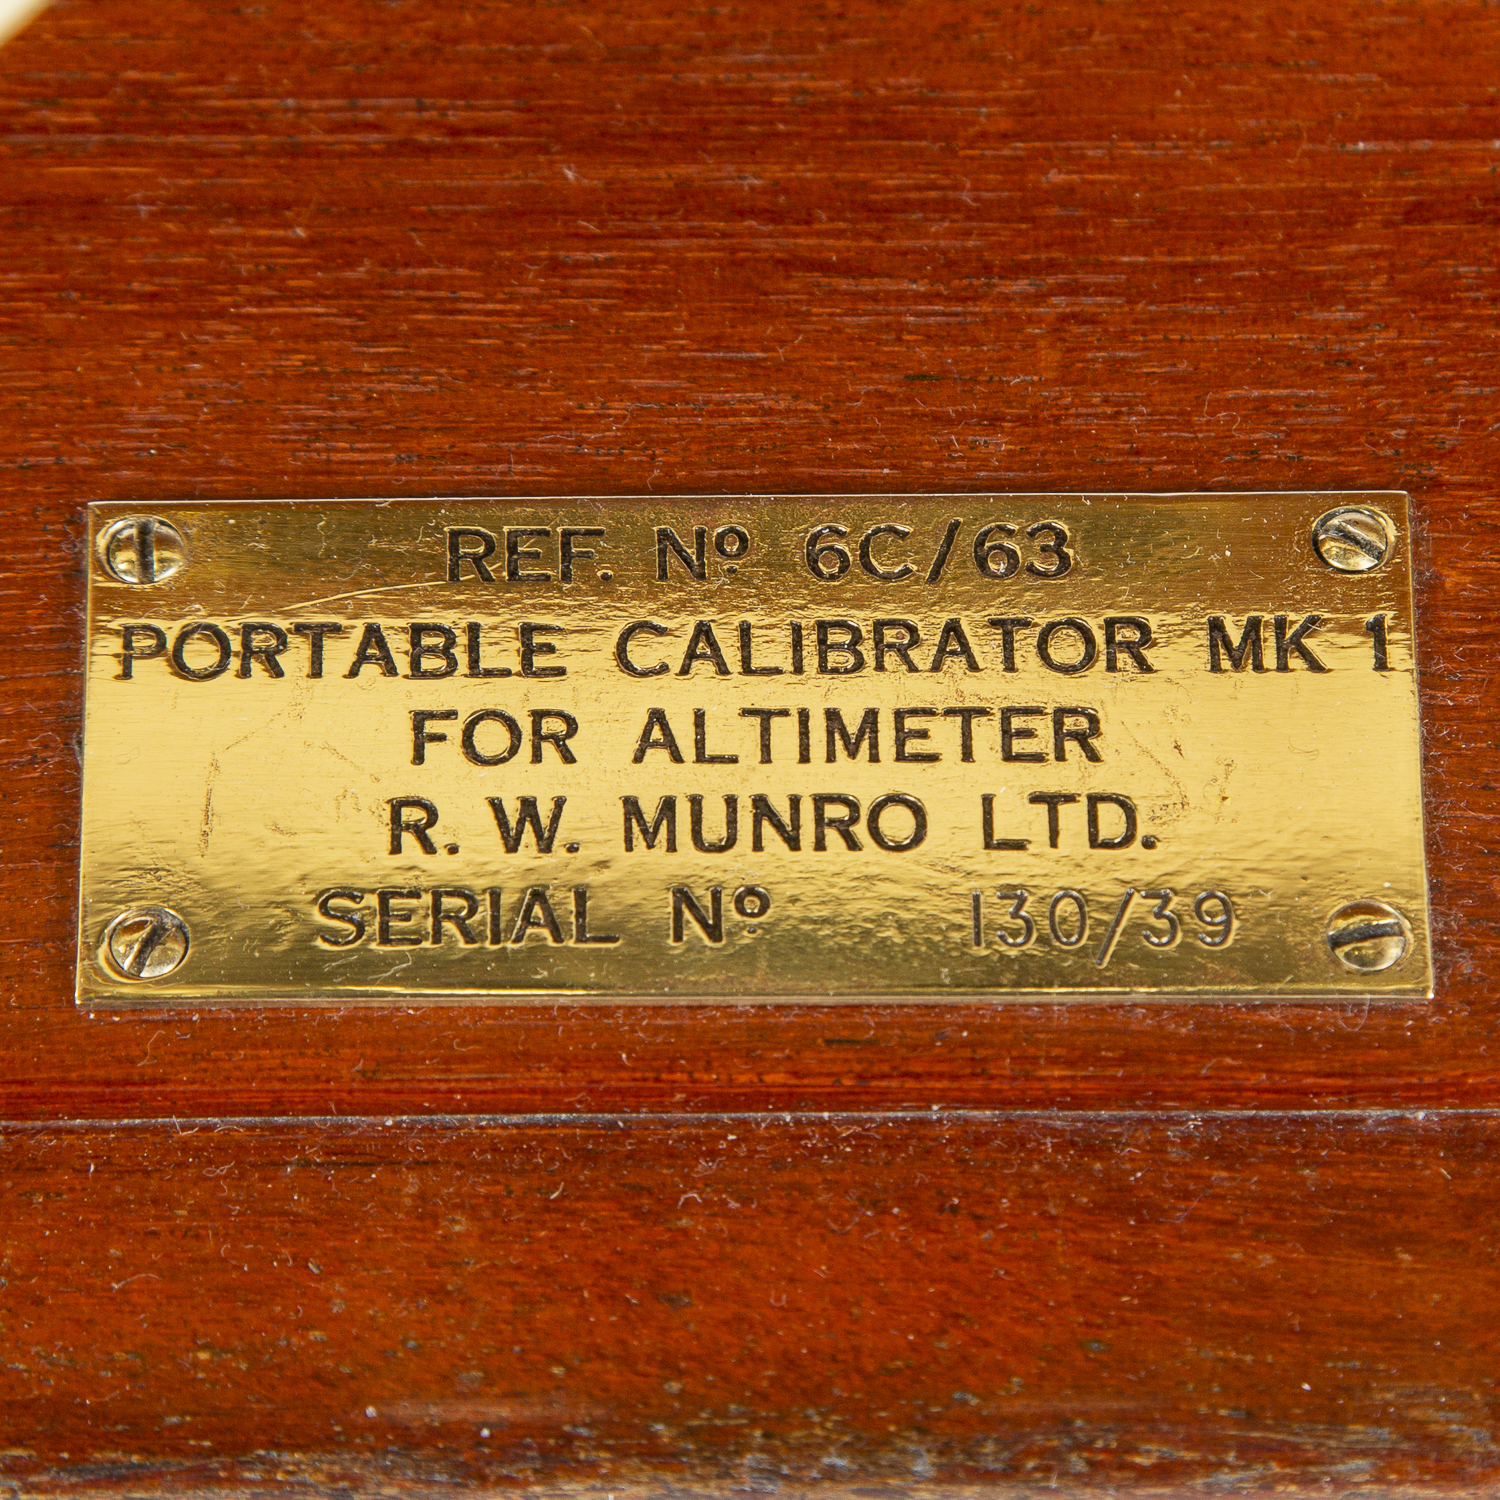 REF. Nº 6C/63
PORTABLE CALIBRATOR MK 1
FOR ALTIMETER
R. W. MUNRO LTD.
SERIAL Nº 130/39